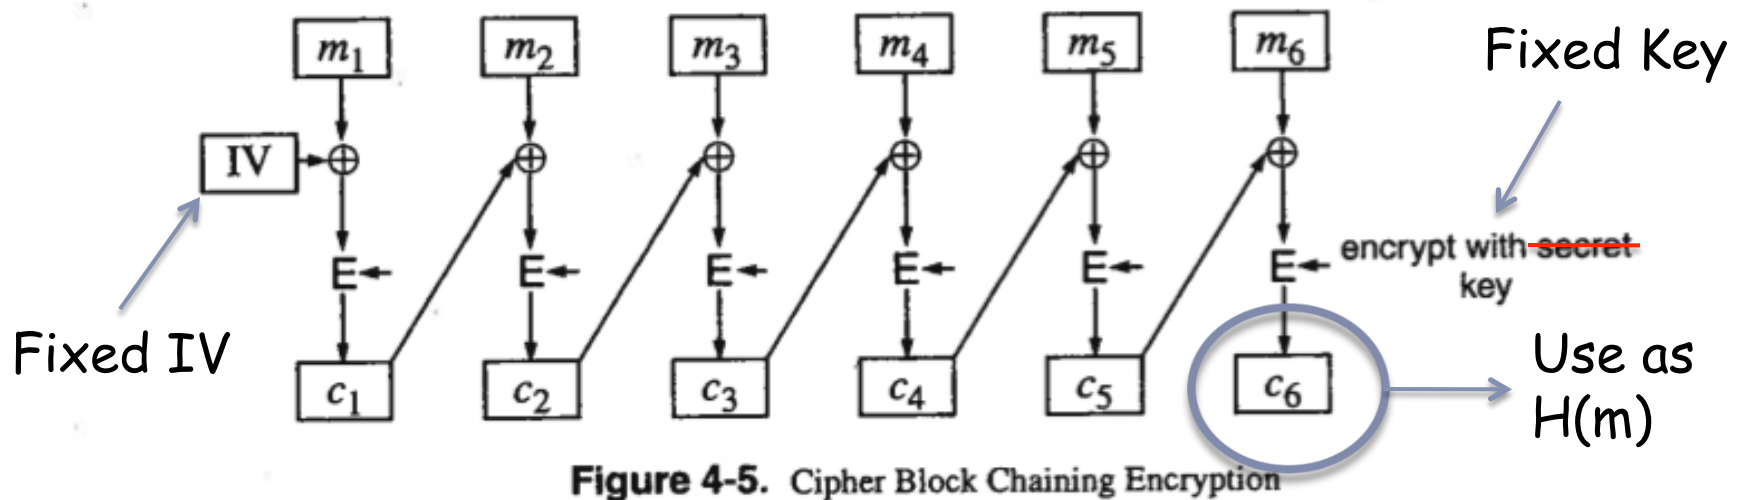 m1 m2 m3 m4 m5 m6
Fixed Key
IV
E E E E E E encrypt with secret
key
Fixed IV
c1 c2 c3 c4 c5 c6
Use as
H(m)
Figure 4-5. Cipher Block Chaining Encryption